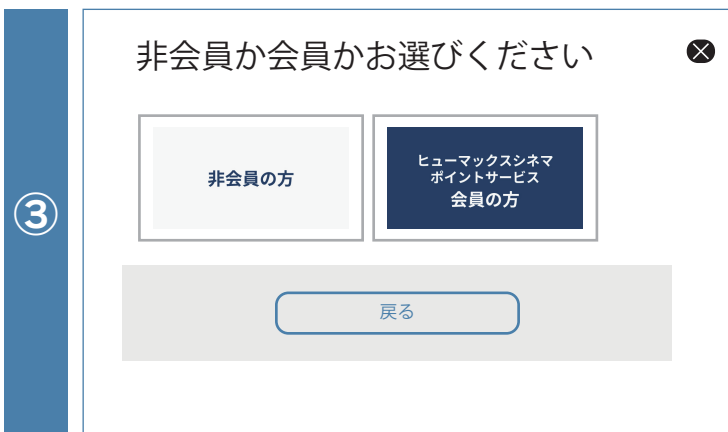 ③
非会員か会員かお選びください
非会員の方
ヒューマックスシネマ
ポイントサービス
会員の方
戻る